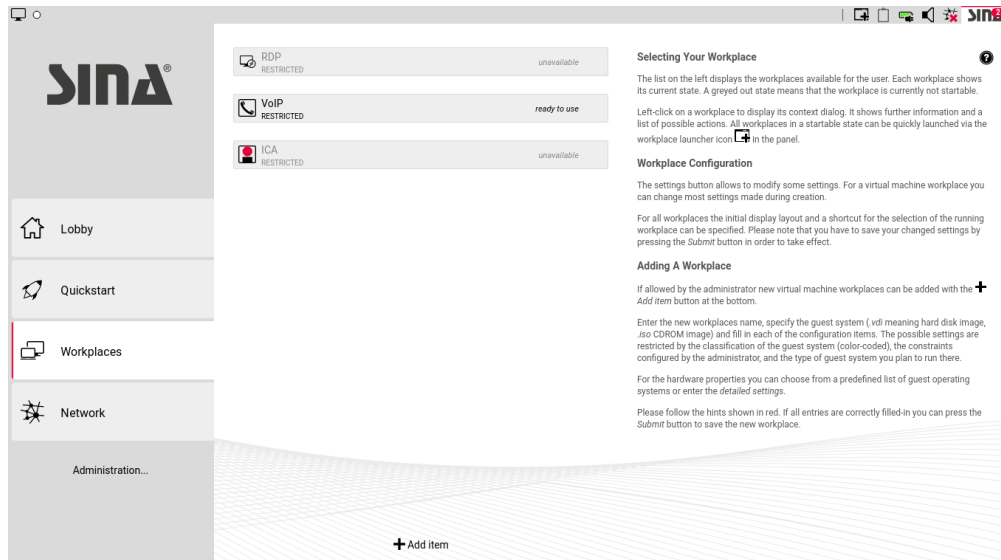 SINA
2
SINA®
Lobby
Quickstart
Workplaces
Network
Administration...
RDP
RESTRICTED
unavailable
VoIP
RESTRICTED
ready to use
ICA
RESTRICTED
unavailable
Add item
Selecting Your Workplace
?
The list on the left displays the workplaces available for the user. Each workplace shows
its current state. A greyed out state means that the workplace is currently not startable.
Left-click on a workplace to display its context dialog. It shows further information and a
list of possible actions. All workplaces in a startable state can be quickly launched via the
workplace launcher icon in the panel.
Workplace Configuration
The settings button allows to modify some settings. For a virtual machine workplace you
can change most settings made during creation.
For all workplaces the initial display layout and a shortcut for the selection of the running
workplace can be specified. Please note that you have to save your changed settings by
pressing the Submit button in order to take effect.
Adding A Workplace
If allowed by the administrator new virtual machine workplaces can be added with the
Add item button at the bottom.
Enter the new workplaces name, specify the guest system (.vdi meaning hard disk image,
.iso CDROM image) and fill in each of the configuration items. The possible settings are
restricted by the classification of the guest system (color-coded), the constraints
configured by the administrator, and the type of guest system you plan to run there.
For the hardware properties you can choose from a predefined list of guest operating
systems or enter the detailed settings.
Please follow the hints shown in red. If all entries are correctly filled-in you can press the
Submit button to save the new workplace.